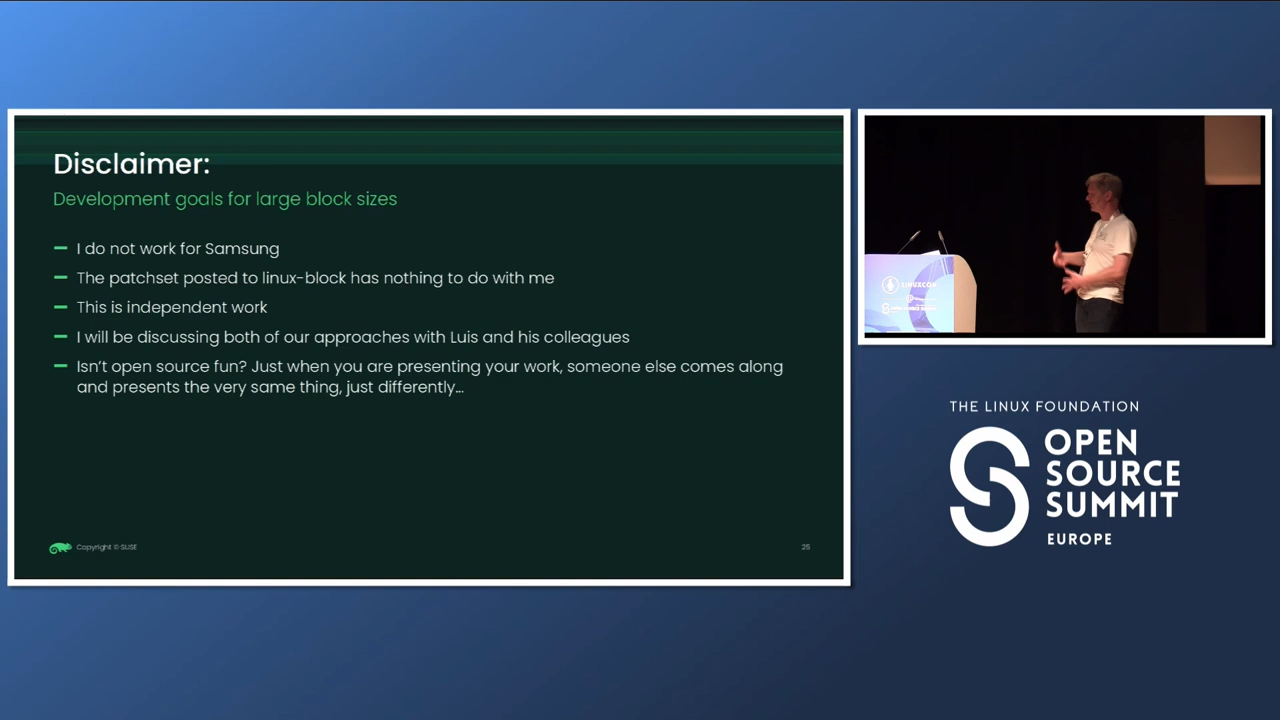 Disclaimer:
Development goals for large block sizes
I do not work for Samsung
The patchset posted to linux-block has nothing to do with me
This is independent work
I will be discussing both of our approaches with Luis and his colleagues
Isn't open source fun? Just when you are presenting your work, someone else comes along
and presents the very same thing, just differently...
Copyright © SUSE
25
LINUXCON
THE LINUX FOUNDATION
OPEN
SOURCE
SUMMIT
EUROPE